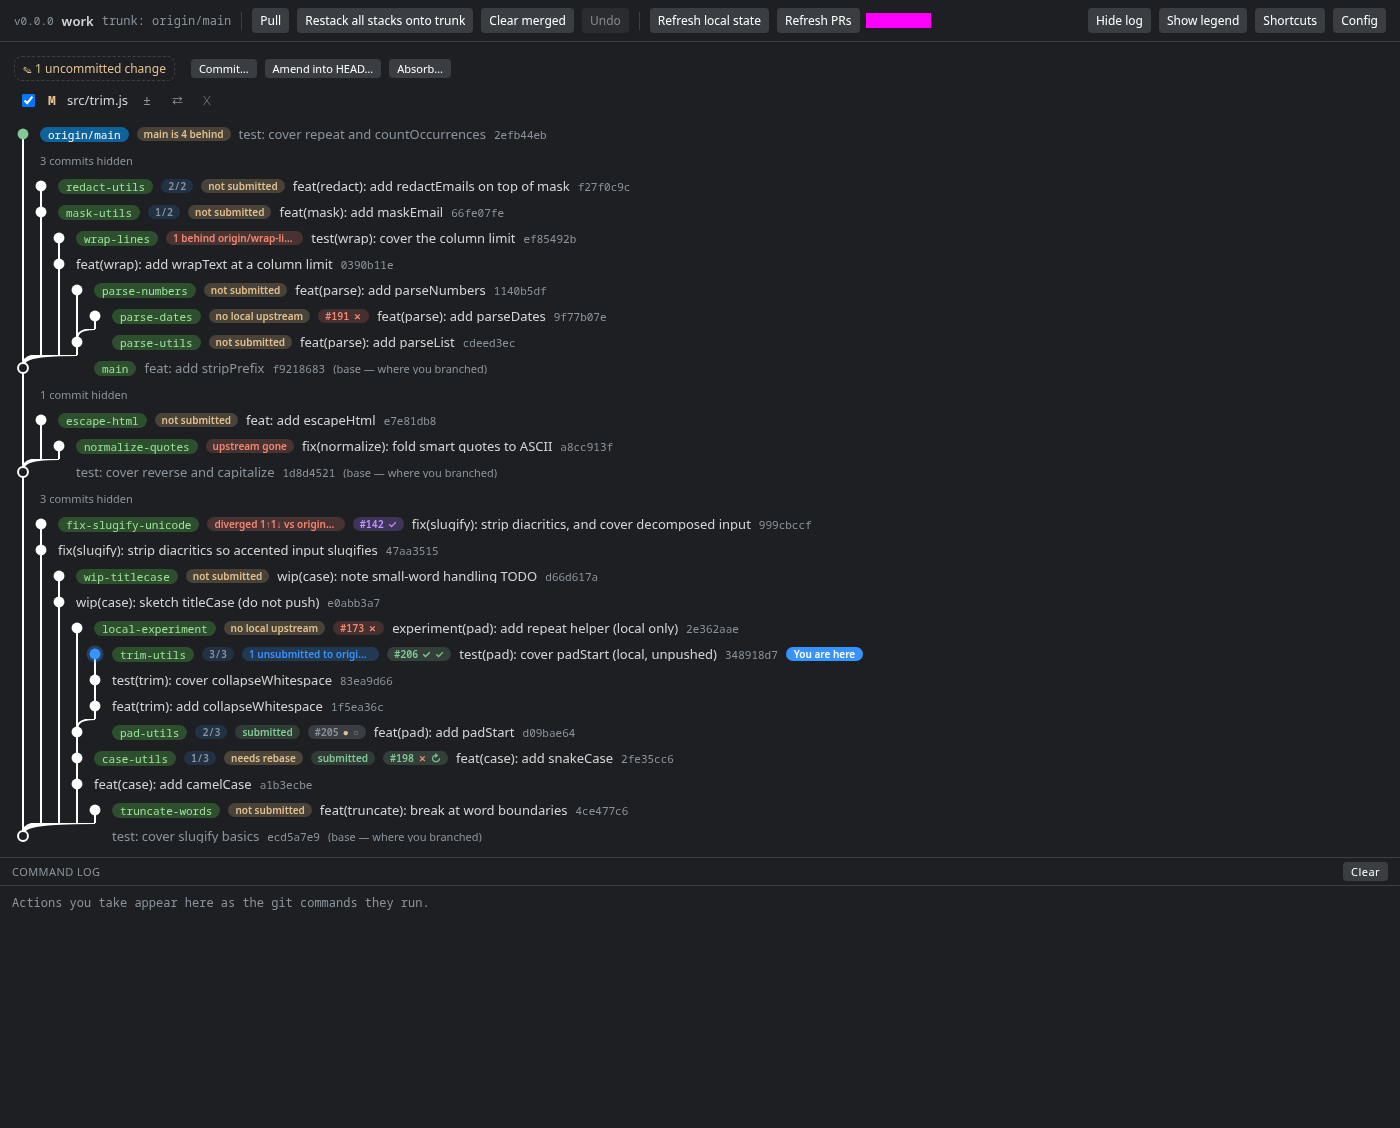 v0.0.0 work trunk: origin/main Pull Restack all stacks onto trunk Clear merged Undo Refresh local state Refresh PRs Hide log Show legend Shortcuts Config
✎ 1 uncommitted change Commit... Amend into HEAD... Absorb...
M src/trim.js ± ⇄ X
origin/main main is 4 behind test: cover repeat and countOccurrences 2efb44eb
3 commits hidden
redact-utils 2/2 not submitted feat(redact): add redactEmails on top of mask f27f0c9c
mask-utils 1/2 not submitted feat(mask): add maskEmail 66fe07fe
wrap-lines 1 behind origin/wrap-li... test(wrap): cover the column limit ef85492b
feat(wrap): add wrapText at a column limit 0390b11e
parse-numbers not submitted feat(parse): add parseNumbers 1140b5df
parse-dates no local upstream #191 × feat(parse): add parseDates 9f77b07e
parse-utils not submitted feat(parse): add parseList cdeed3ec
main feat: add stripPrefix f9218683 (base — where you branched)
1 commit hidden
escape-html not submitted feat: add escapeHtml e7e81db8
normalize-quotes upstream gone fix(normalize): fold smart quotes to ASCII a8cc913f
test: cover reverse and capitalize 1d8d4521 (base — where you branched)
3 commits hidden
fix-slugify-unicode diverged 1↑1↓ vs origin... #142 ✓ fix(slugify): strip diacritics, and cover decomposed input 999cbccf
fix(slugify): strip diacritics so accented input slugifies 47aa3515
wip-titlecase not submitted wip(case): note small-word handling TODO d66d617a
wip(case): sketch titleCase (do not push) e0abb3a7
local-experiment no local upstream #173 × experiment(pad): add repeat helper (local only) 2e362aae
trim-utils 3/3 1 unsubmitted to origi... #206 ✓ ✓ test(pad): cover padStart (local, unpushed) 348918d7 You are here
test(trim): cover collapseWhitespace 83ea9d66
feat(trim): add collapseWhitespace 1f5ea36c
pad-utils 2/3 submitted #205 ● ○ feat(pad): add padStart d09bae64
case-utils 1/3 needs rebase submitted #198 × ↻ feat(case): add snakeCase 2fe35cc6
feat(case): add camelCase a1b3ecbe
truncate-words not submitted feat(truncate): break at word boundaries 4ce477c6
test: cover slugify basics ecd5a7e9 (base — where you branched)
COMMAND LOG Clear
Actions you take appear here as the git commands they run.